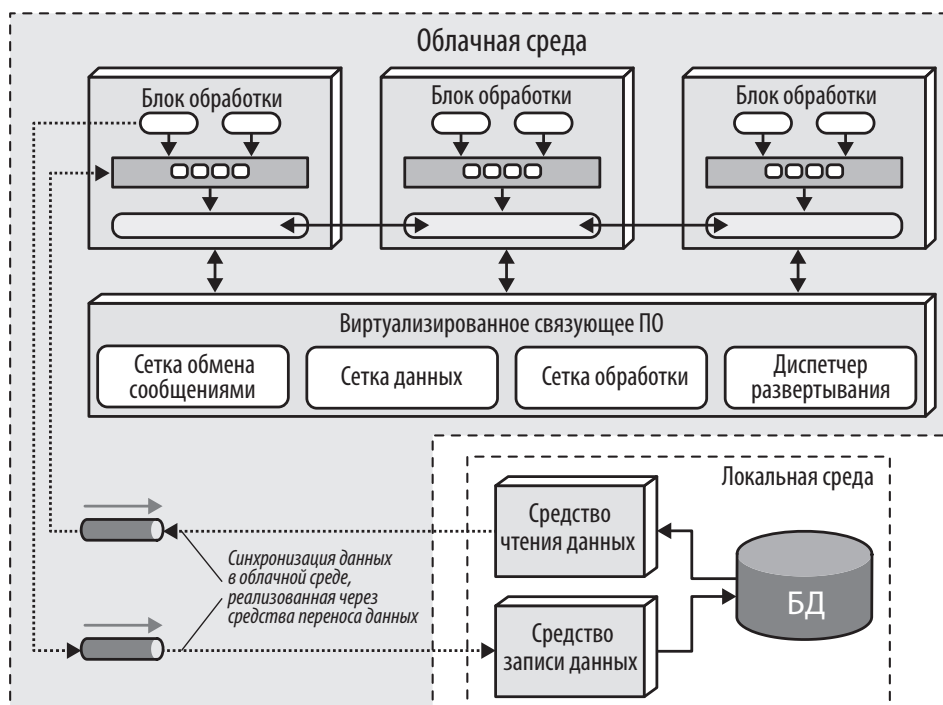 Облачная среда
Блок обработки
Блок обработки
Блок обработки
Виртуализированное связующее ПО
Сетка обмена
сообщениями
Сетка данных
Сетка обработки
Диспетчер
развертывания
Локальная среда
Средство
чтения данных
Синхронизация данных
в облачной среде,
реализованная через
средства переноса данных
БД
Средство
записи данных